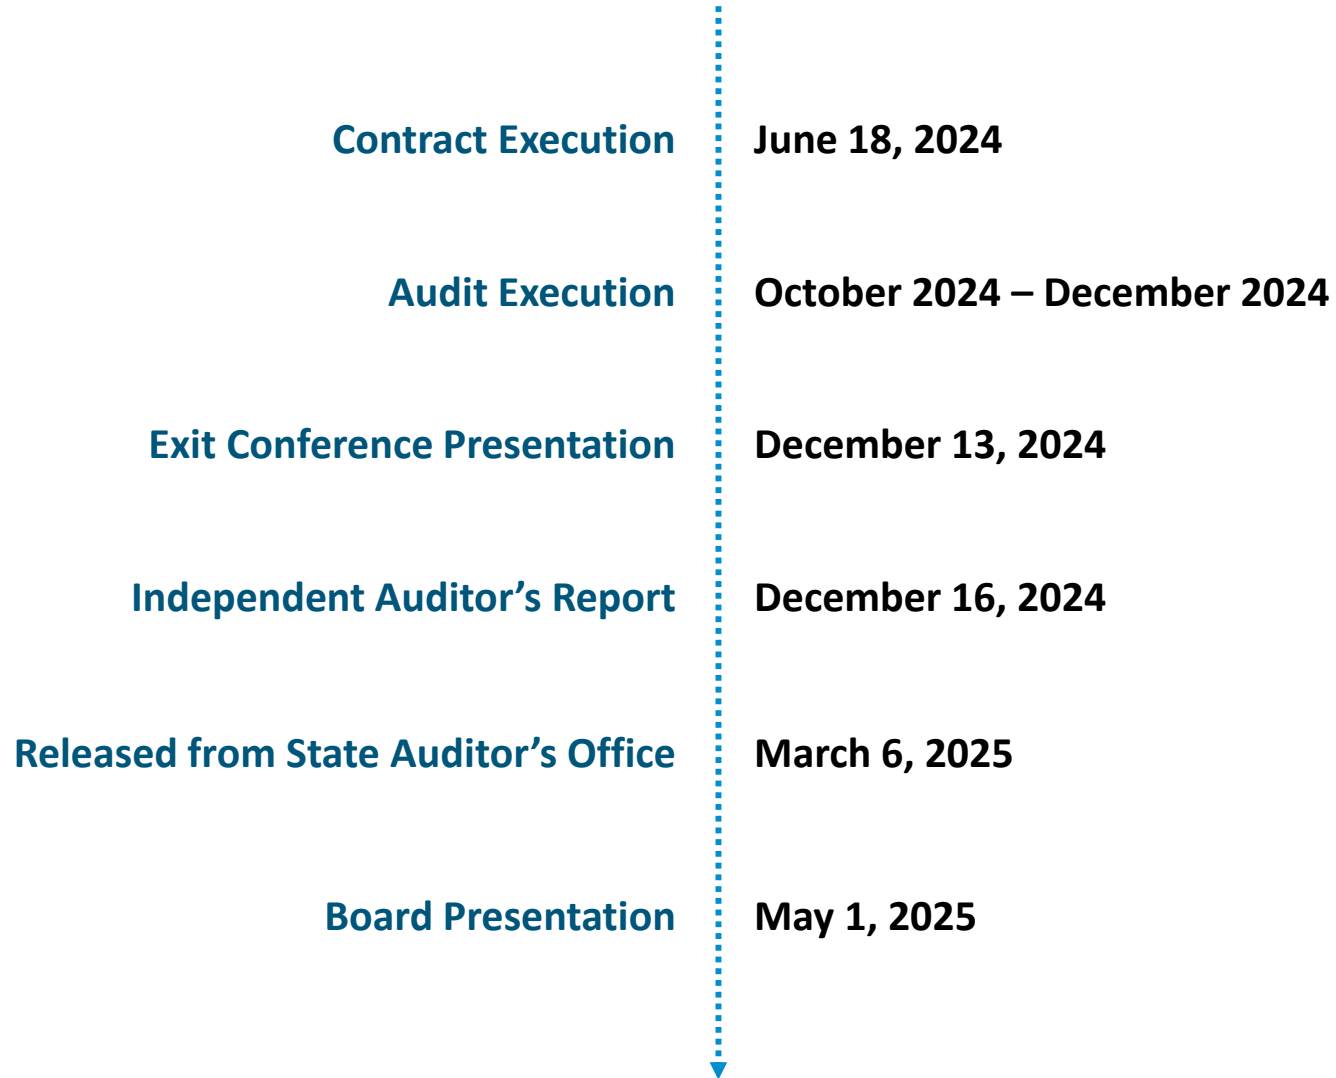 Contract Execution June 18, 2024
Audit Execution October 2024 – December 2024
Exit Conference Presentation December 13, 2024
Independent Auditor’s Report December 16, 2024
Released from State Auditor’s Office March 6, 2025
Board Presentation May 1, 2025